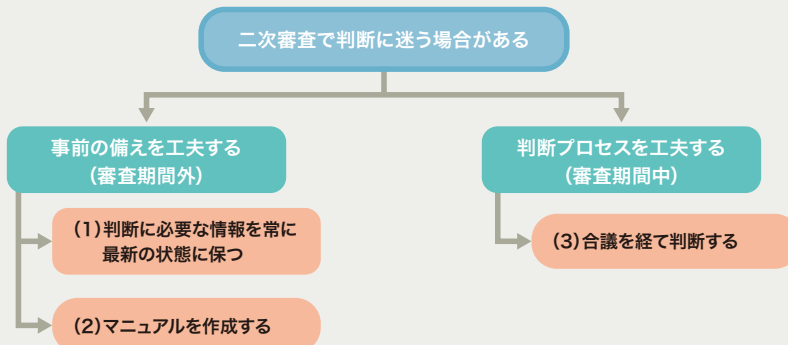 二次審査で判断に迷う場合がある
事前の備えを工夫する
（審査期間外）
(1)判断に必要な情報を常に
最新の状態に保つ
(2)マニュアルを作成する
判断プロセスを工夫する
（審査期間中）
(3)合議を経て判断する